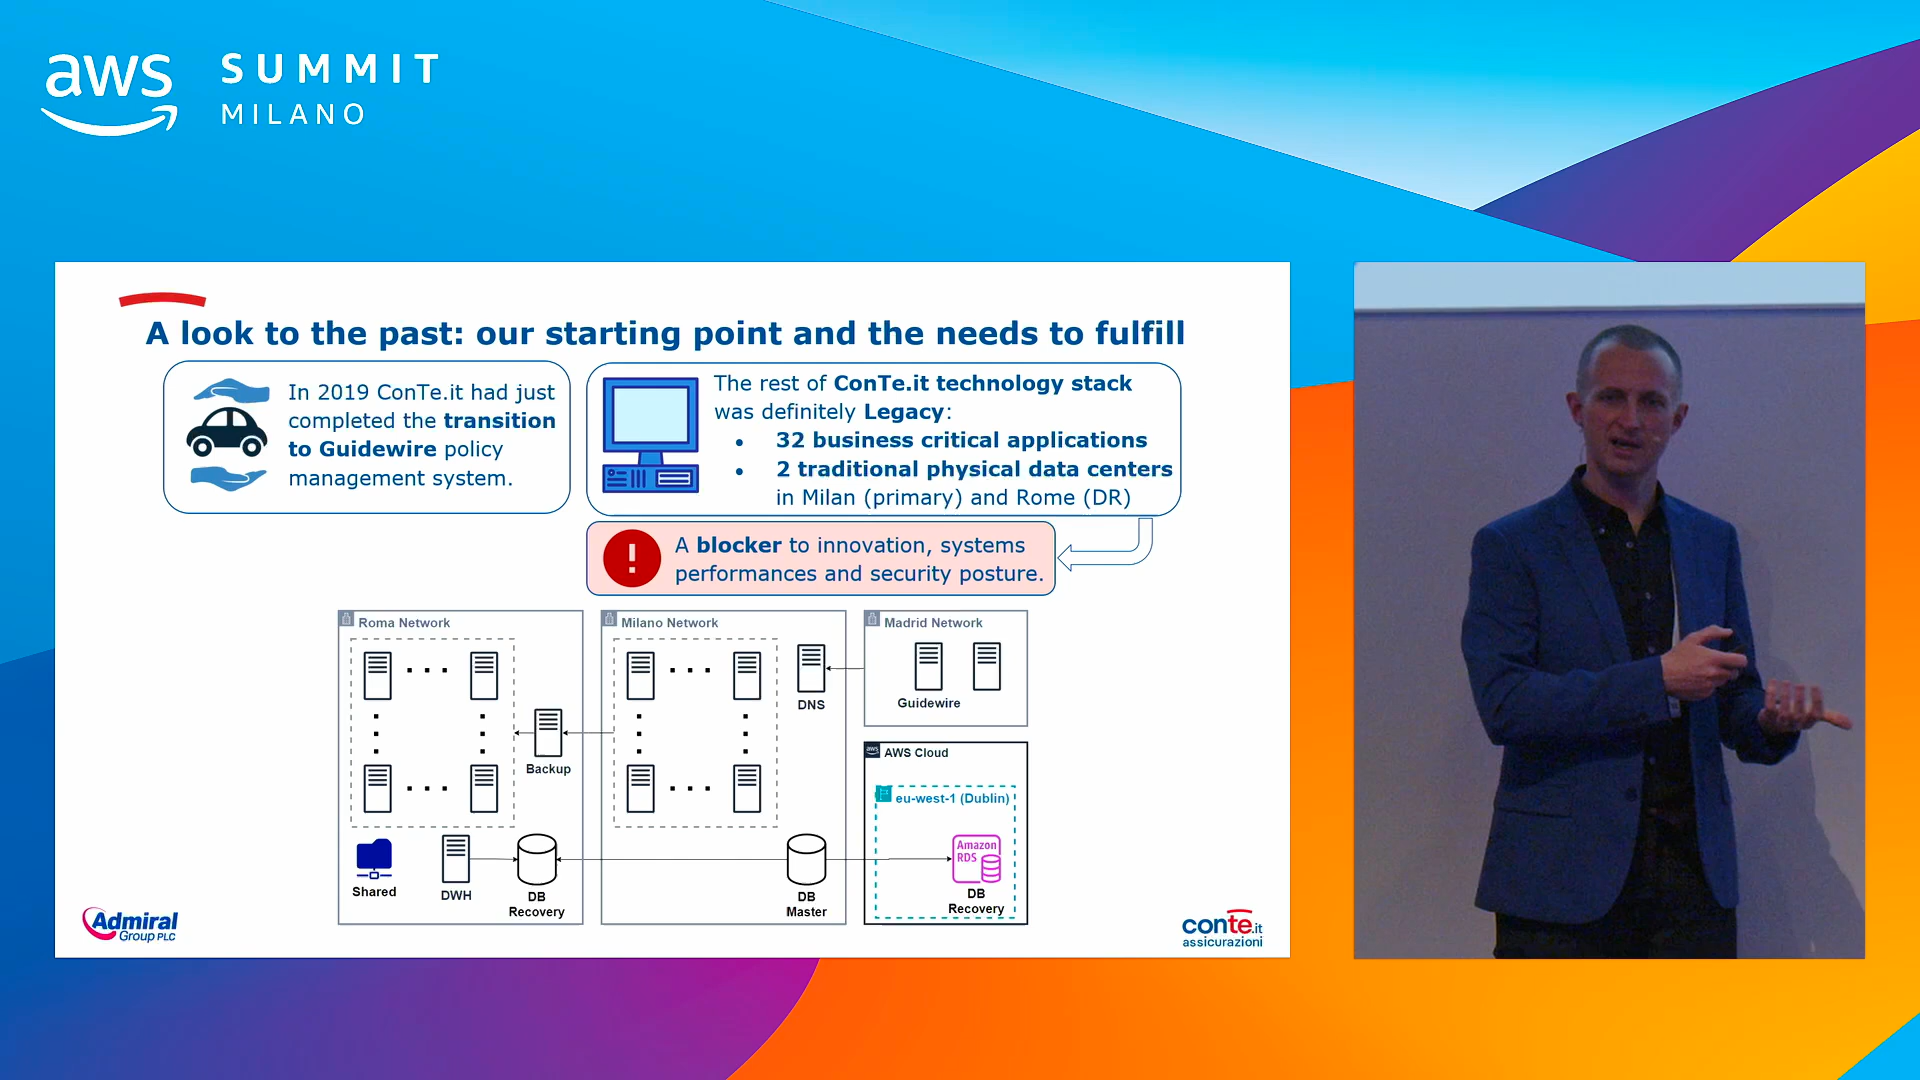 aws
SUMMIT
MILANO
A look to the past: our starting point and the needs to fulfill
In 2019 ConTe.it had just
completed the transition
to Guidewire policy
management system.
The rest of ConTe.it technology stack
was definitely Legacy:
• 32 business critical applications
• 2 traditional physical data centers
in Milan (primary) and Rome (DR)
!
A blocker to innovation, systems
performances and security posture.
Roma Network
Backup
Shared
DWH
DB
Recovery
Milano Network
DNS
DB
Master
Madrid Network
Guidewire
aws
AWS Cloud
eu-west-1 (Dublin)
Amazon
RDS
DB
Recovery
Admiral
Group PLC
conte.it
assicurazioni